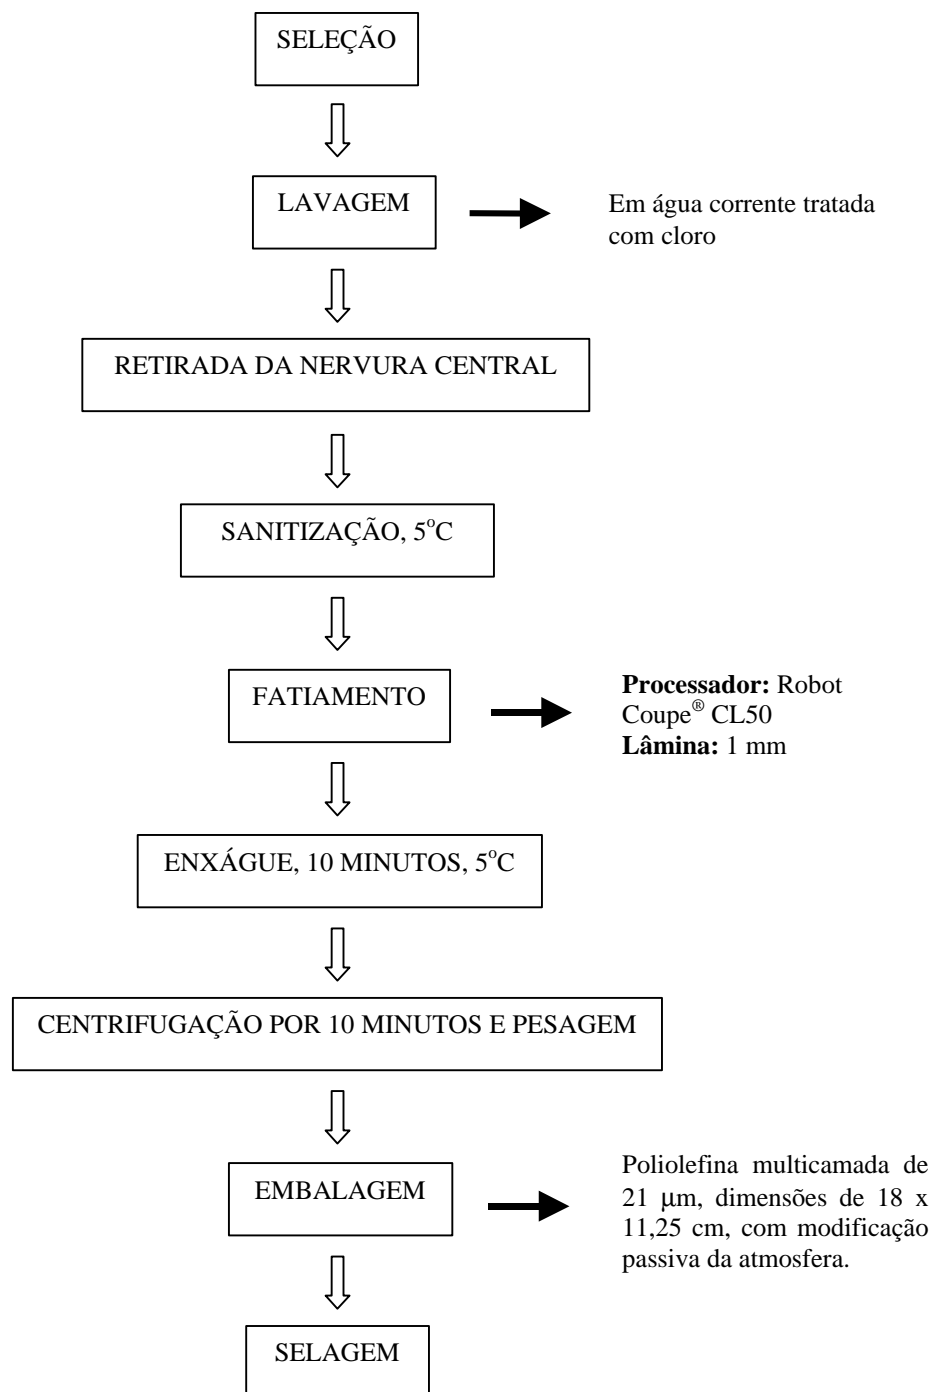 SELEÇÃO
LAVAGEM
Em água corrente tratada
com cloro
RETIRADA DA NERVURA CENTRAL
SANITIZAÇÃO, 5°C
FATIAMENTO
Processador: Robot
Coupe® CL50
Lâmina: 1 mm
ENXÁGUE, 10 MINUTOS, 5°C
CENTRIFUGAÇÃO POR 10 MINUTOS E PESAGEM
EMBALAGEM
Poliolefina multicamada de
21 μm, dimensões de 18 x
11,25 cm, com modificação
passiva da atmosfera.
SELAGEM